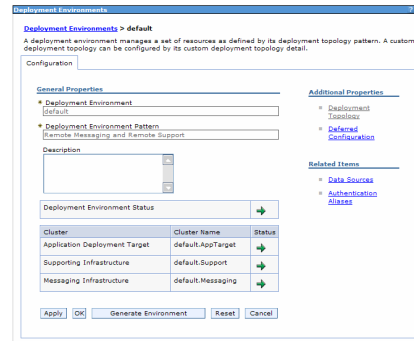 Deployment Environments
?
Deployment Environments > default
A deployment environment manages a set of resources as defined by its deployment topology pattern. A custom
deployment topology can be configured by its custom deployment topology detail.
Configuration
General Properties
* Deployment Environment
default
* Deployment Environment Pattern
Remote Messaging and Remote Support
Description
Deployment Environment Status
Cluster Cluster Name Status
Application Deployment Target default.AppTarget
Supporting Infrastructure default.Support
Messaging Infrastructure default.Messaging
Apply OK Generate Environment Reset Cancel
Additional Properties
Deployment
Topology
Deferred
Configuration
Related Items
Data Sources
Authentication
Aliases